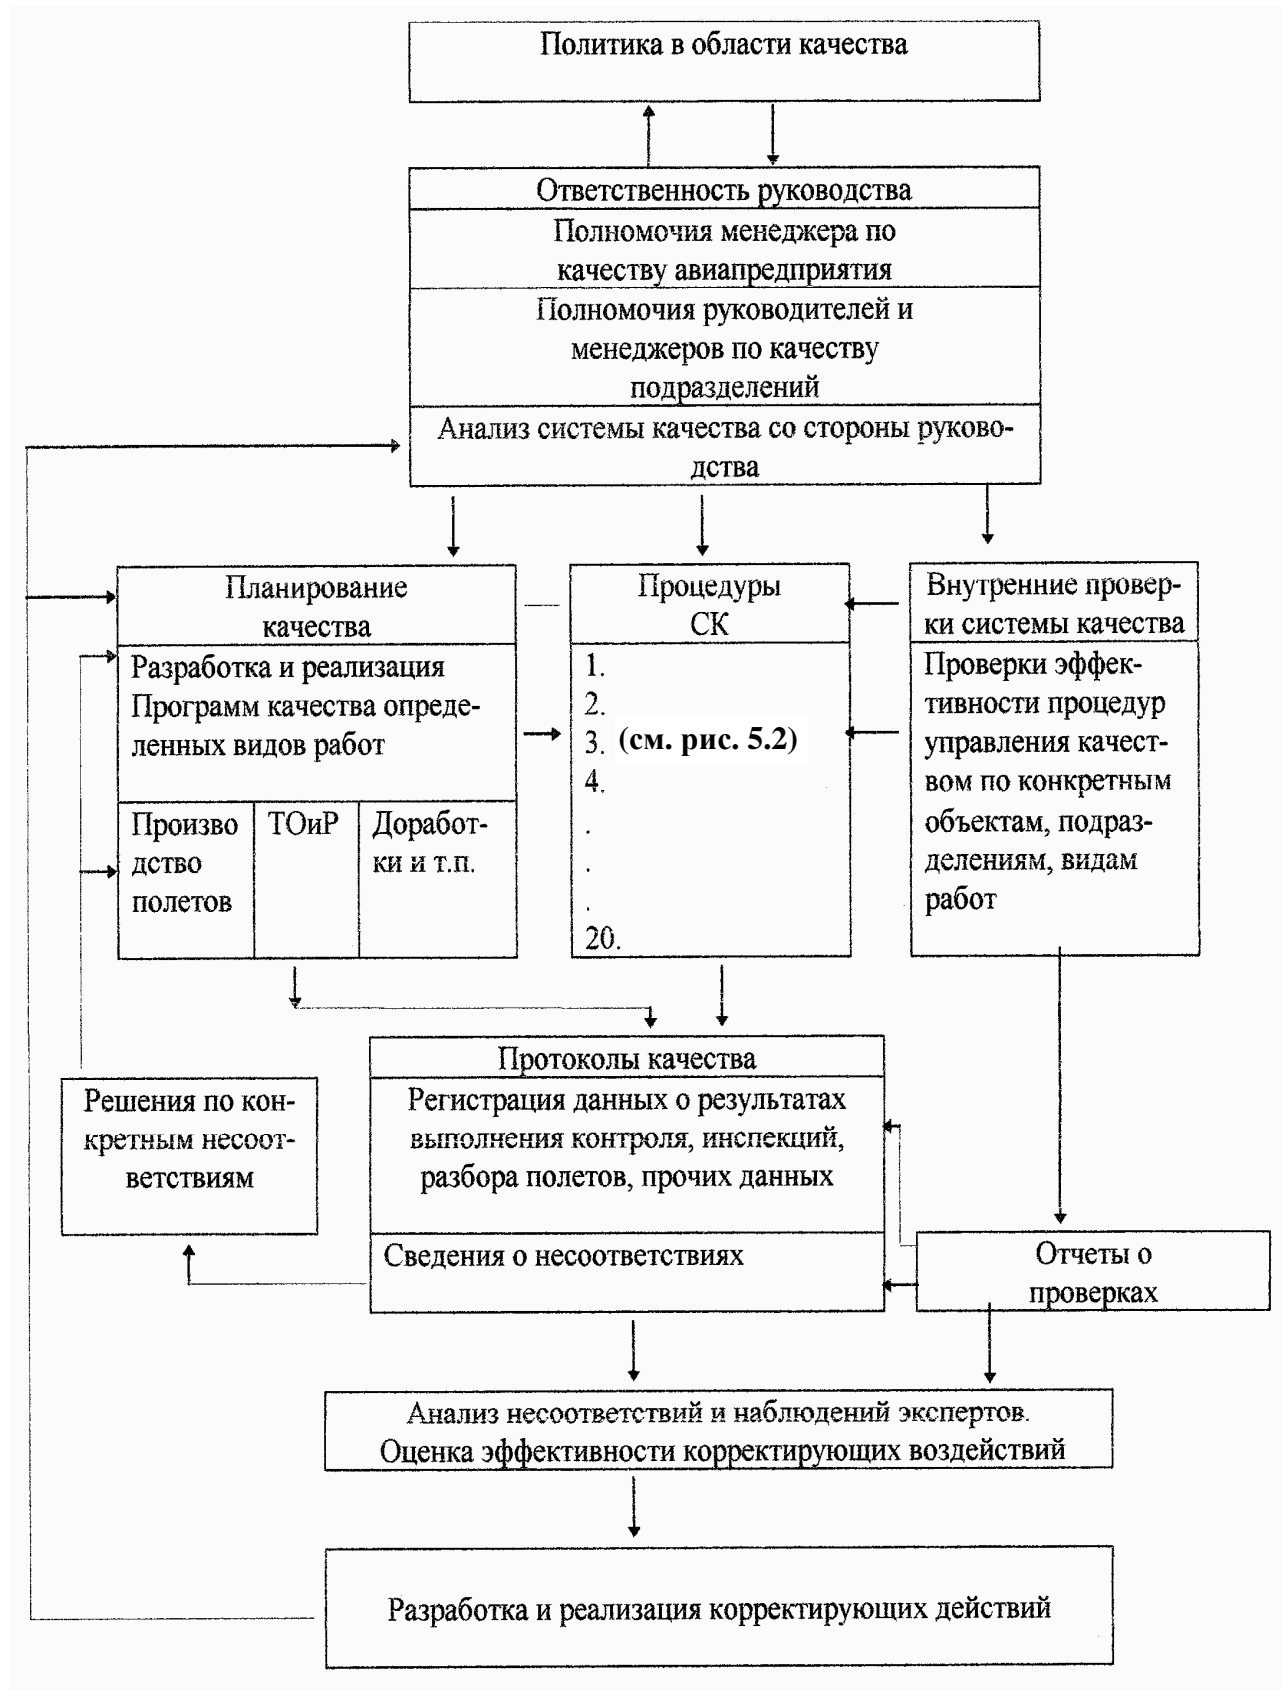 Политика в области качества
Ответственность руководства
Полномочия менеджера по
качеству авиапредприятия
Полномочия руководителей и
менеджеров по качеству
подразделений
Анализ системы качества со стороны руково-
дства
Планирование
качества
Разработка и реализация
Программ качества опреде-
ленных видов работ
Произво
дство
полетов
ТОиР
Доработ-
ки и т.п.
Процедуры
СК
1.
2.
3. (см. рис. 5.2)
4.
.
.
.
20.
Внутренние провер-
ки системы качества
Проверки эффек-
тивности процедур
управления качест-
вом по конкретным
объектам, подраз-
делениям, видам
работ
Решения по кон-
кретным несоот-
ветствиям
Протоколы качества
Регистрация данных о результатах
выполнения контроля, инспекций,
разбора полетов, прочих данных
Сведения о несоответствиях
Отчеты о
проверках
Анализ несоответствий и наблюдений экспертов.
Оценка эффективности корректирующих воздействий
Разработка и реализация корректирующих действий